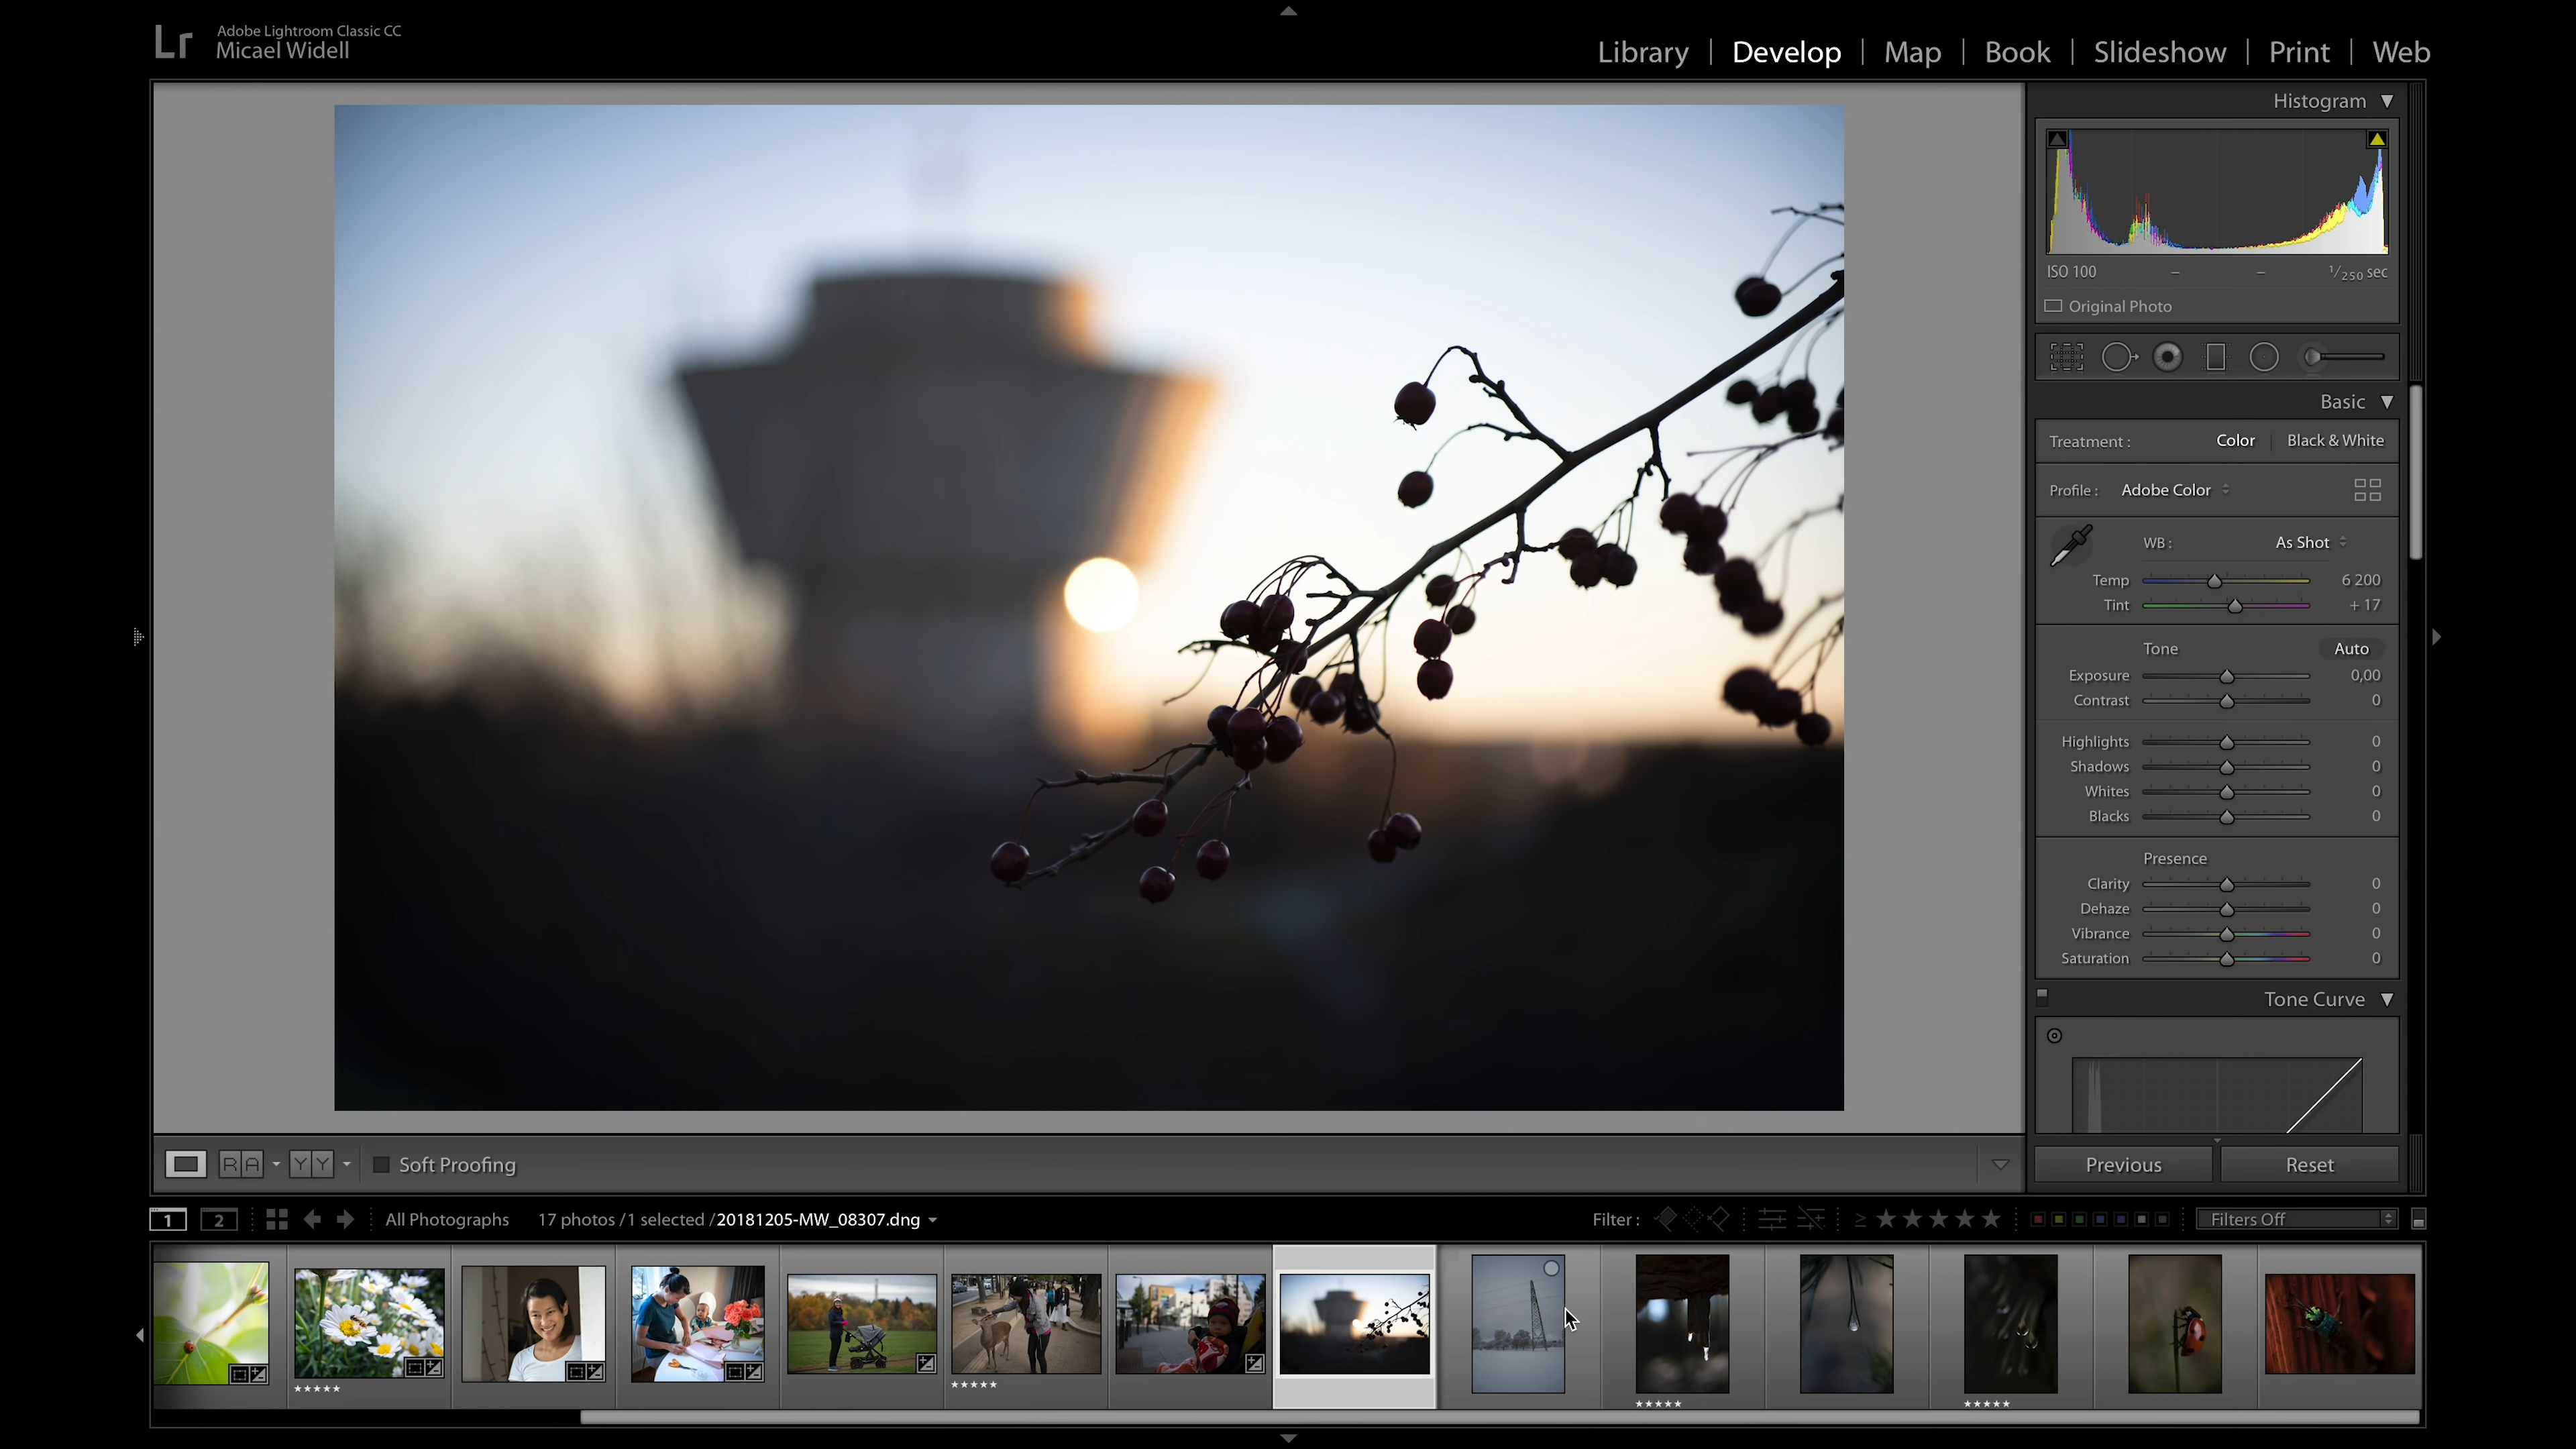 Lr
Adobe Lightroom Classic CC
Micael Widell
Library | Develop | Map | Book | Slideshow | Print | Web
Histogram
ISO 100 – – 1/250 sec
Original Photo
Basic
Treatment : Color | Black & White
Profile : Adobe Color
WB : As Shot
Temp 6 200
Tint + 17
Tone Auto
Exposure 0,00
Contrast 0
Highlights 0
Shadows 0
Whites 0
Blacks 0
Presence
Clarity 0
Dehaze 0
Vibrance 0
Saturation 0
Tone Curve
R A Y Y Soft Proofing
Previous Reset
1 2 All Photographs 17 photos / 1 selected / 20181205-MW_08307.dng Filter : ≥ ★★★★★ Filters Off
★★★★★ ★★★★★ ★★★★★ ★★★★★